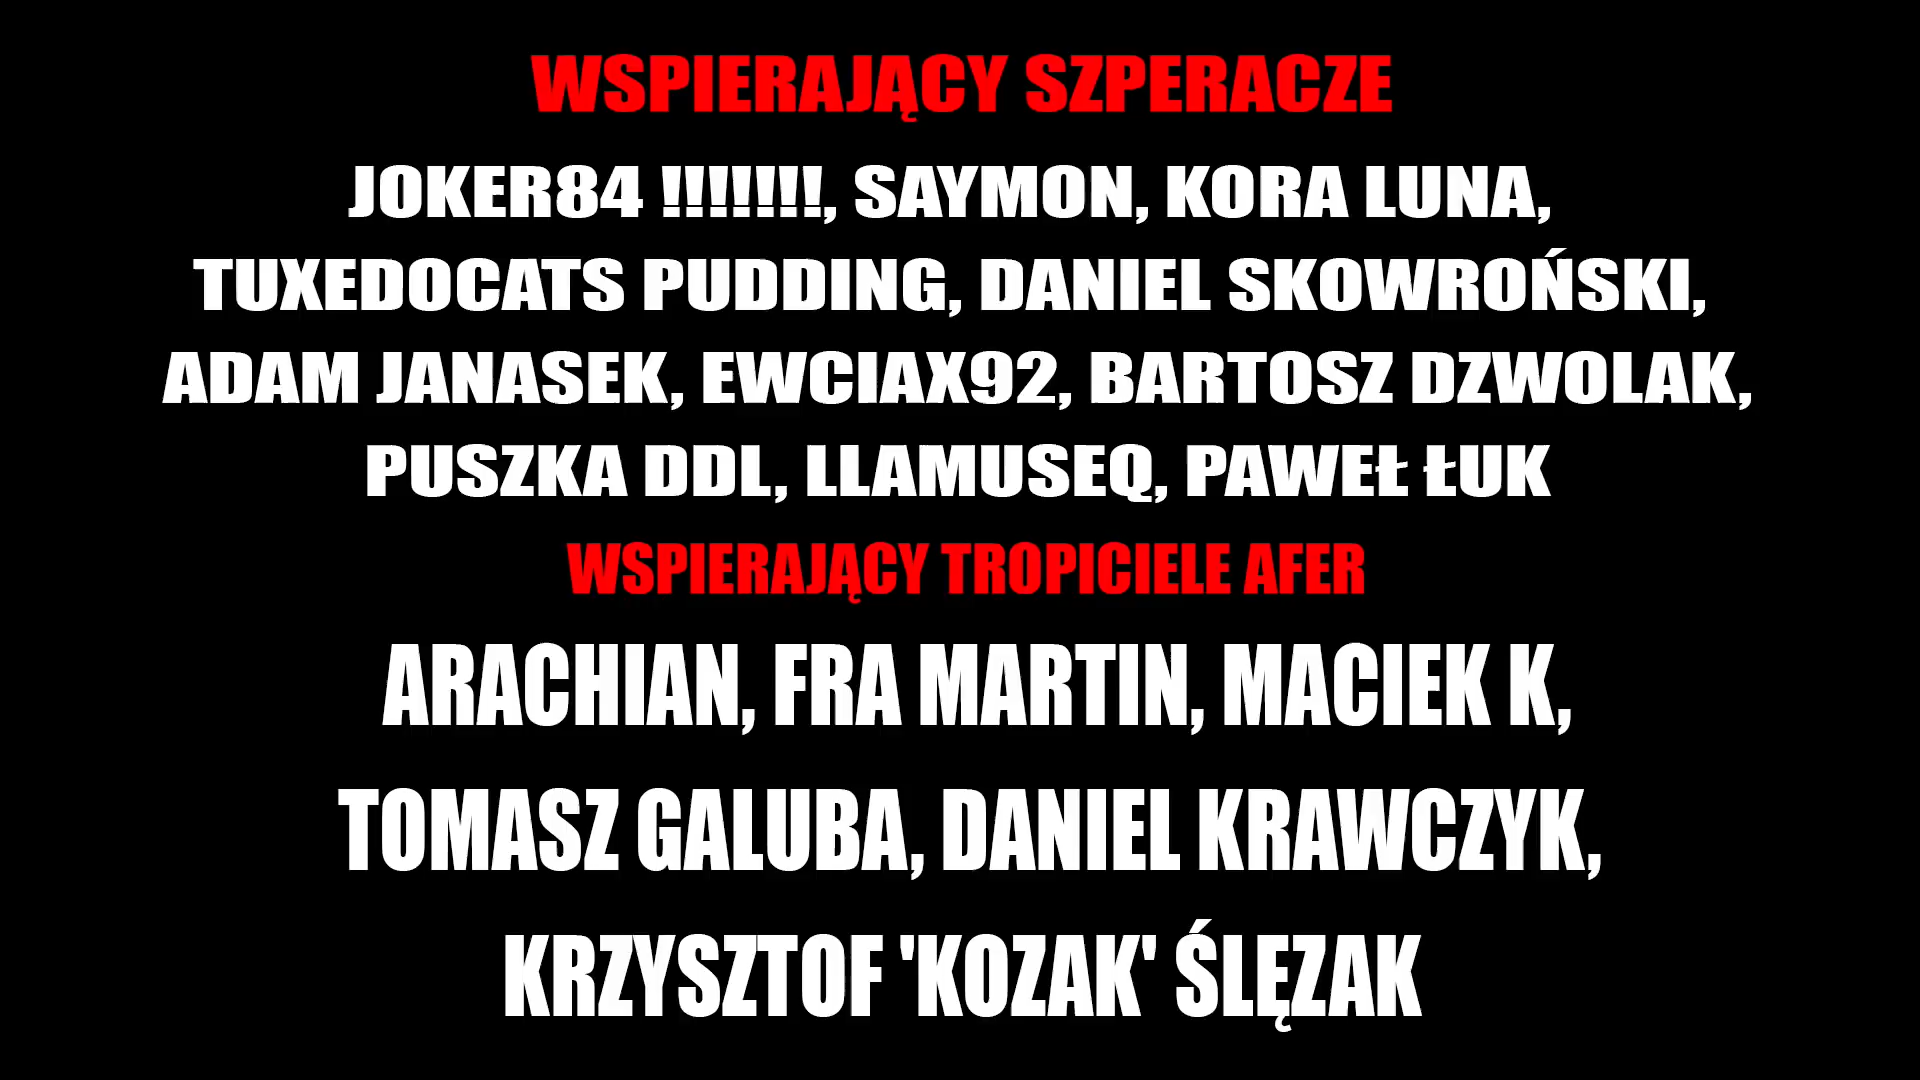 WSPIERAJĄCY SZPERACZE
JOKER84 !!!!!!!, SAYMON, KORA LUNA,
TUXEDOCATS PUDDING, DANIEL SKOWROŃSKI,
ADAM JANASEK, EWCIAX92, BARTOSZ DZWOLAK,
PUSZKA DDL, LLAMUSEQ, PAWEŁ ŁUK
WSPIERAJĄCY TROPICIELE AFER
ARACHIAN, FRA MARTIN, MACIEK K,
TOMASZ GALUBA, DANIEL KRAWCZYK,
KRZYSZTOF 'KOZAK' ŚLĘZAK